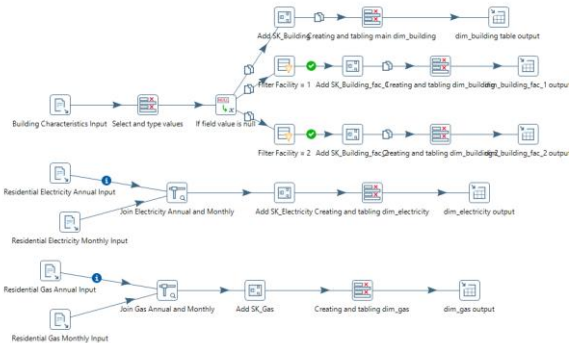 Add SK_Building
Creating and tabling main dim_building
dim_building table output
Building Characteristics Input
Select and type values
If field value is null
Filter Facility = 1
Add SK_Building_fac_1
Creating and tabling dim_building
dim_building_fac_1 output
Filter Facility = 2
Add SK_Building_fac_2
Creating and tabling dim_building 2
dim_building_fac_2 output
Residential Electricity Annual Input
Residential Electricity Monthly Input
Join Electricity Annual and Monthly
Add SK_Electricity
Creating and tabling dim_electricity
dim_electricity output
Residential Gas Annual Input
Residential Gas Monthly Input
Join Gas Annual and Monthly
Add SK_Gas
Creating and tabling dim_gas
dim_gas output